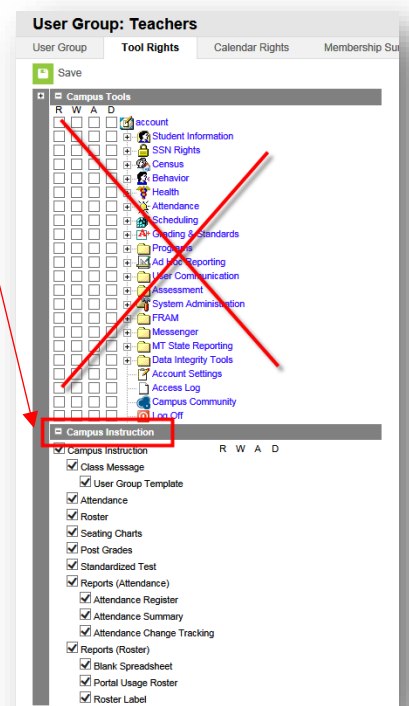 User Group: Teachers
User Group Tool Rights Calendar Rights Membership Su
Save
Campus Tools
R W A D
account
Student Information
SSN Rights
Census
Behavior
Health
Attendance
Scheduling
Grading & Standards
Programs
Ad Hoc Reporting
User Communication
Assessment
System Administration
FRAM
Messenger
MT State Reporting
Data Integrity Tools
Account Settings
Access Log
Campus Community
Log Off
Campus Instruction
Campus Instruction R W A D
Class Message
User Group Template
Attendance
Roster
Seating Charts
Post Grades
Standardized Test
Reports (Attendance)
Attendance Register
Attendance Summary
Attendance Change Tracking
Reports (Roster)
Blank Spreadsheet
Portal Usage Roster
Roster Label